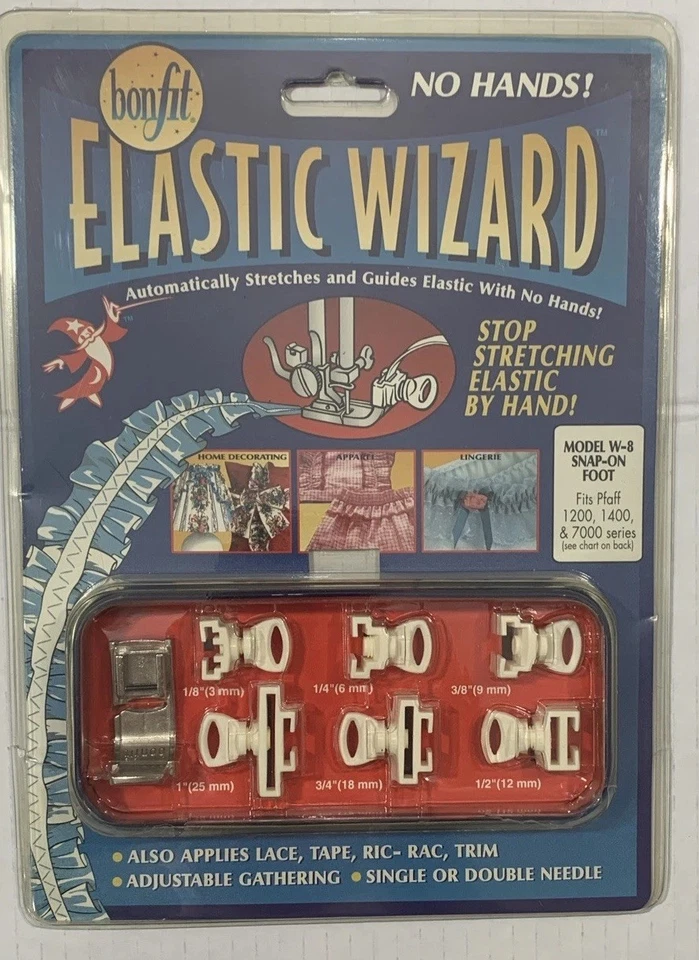 bonfit
NO HANDS!
ELASTIC WIZARD™
Automatically Stretches and Guides Elastic With No Hands!
TM
STOP
STRETCHING
ELASTIC
BY HAND!
HOME DECORATING
APPAREL
LINGERIE
MODEL W-8
SNAP-ON
FOOT
Fits Pfaff
1200, 1400,
& 7000 series
(see chart on back)
1/8"(3 mm)
1/4"(6 mm)
3/8"(9 mm)
1"(25 mm)
3/4"(18 mm)
1/2"(12 mm)
• ALSO APPLIES LACE, TAPE, RIC- RAC, TRIM
• ADJUSTABLE GATHERING • SINGLE OR DOUBLE NEEDLE